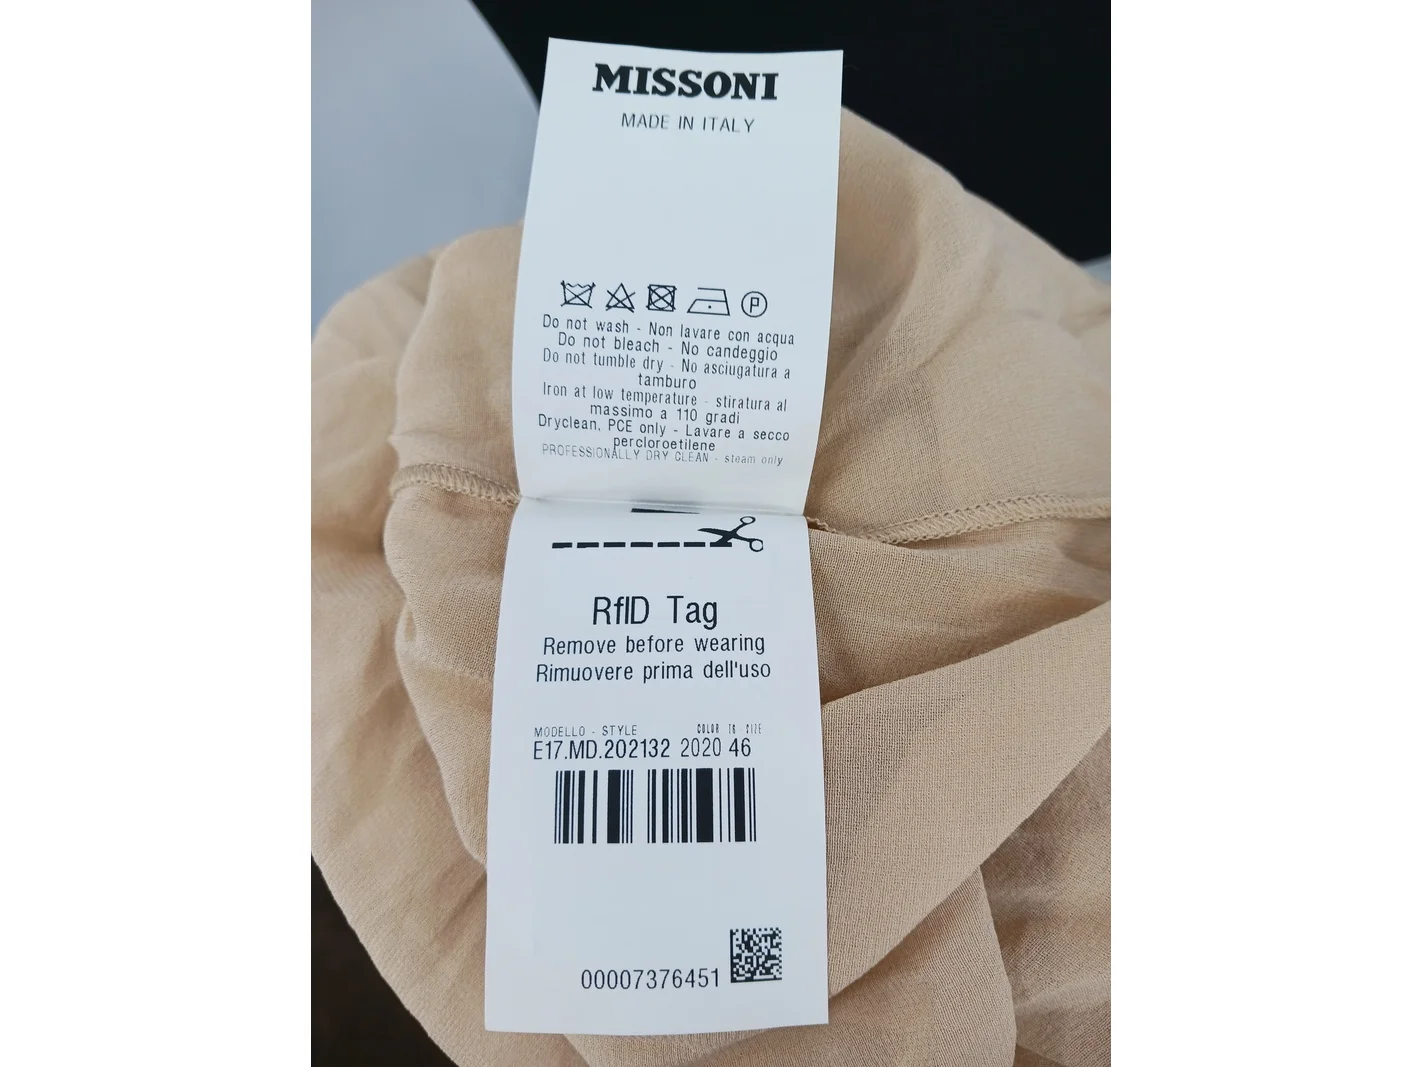 MISSONI
MADE IN ITALY
P
Do not wash - Non lavare con acqua
Do not bleach - No candeggio
Do not tumble dry - No asciugatura a
tamburo
Iron at low temperature - stiratura al
massimo a 110 gradi
Dryclean, PCE only - Lavare a secco
percloroetilene
PROFESSIONALLY DRY CLEAN - steam only
RfID Tag
Remove before wearing
Rimuovere prima dell'uso
MODELLO - STYLE COLOR TG SIZE
E17.MD.202132 2020 46
00007376451